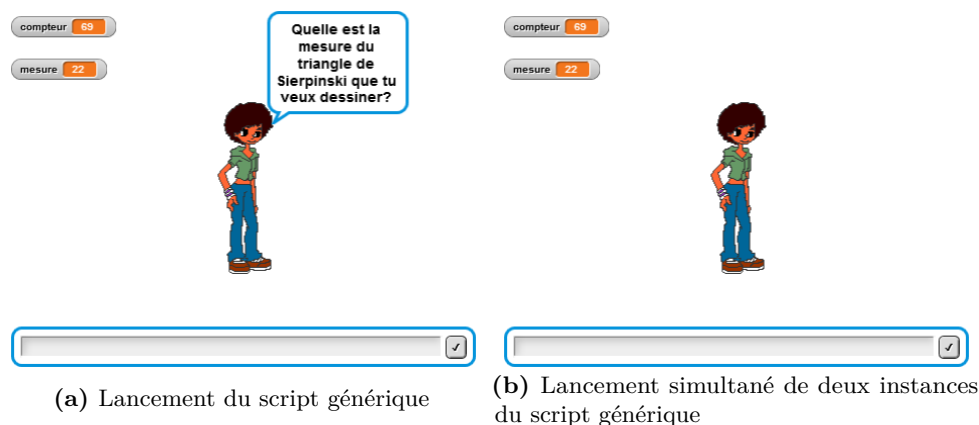 compteur 69
mesure 22
Quelle est la
mesure du
triangle de
Sierpinski que tu
veux dessiner?
(a) Lancement du script générique
compteur 69
mesure 22
(b) Lancement simultané de deux instances
du script générique